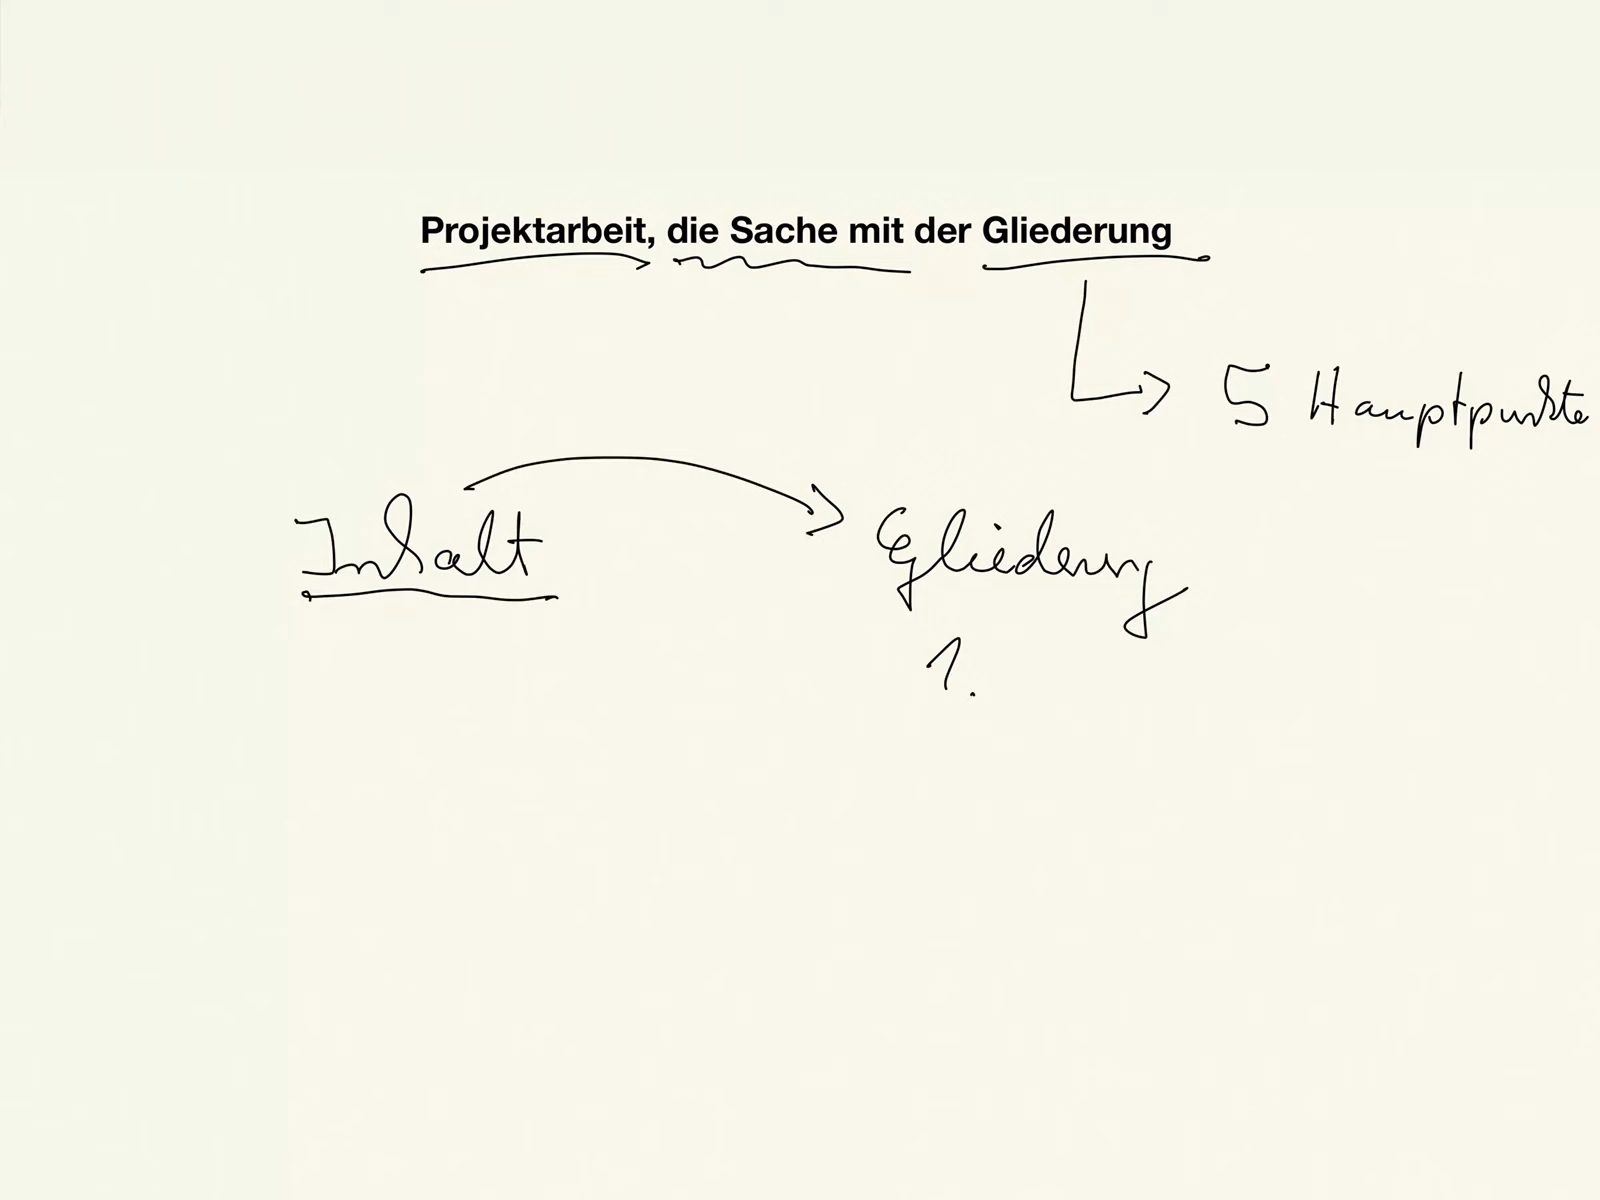 Projektarbeit, die Sache mit der Gliederung
5 Hauptpunkte
Inhalt
Gliederung
1.